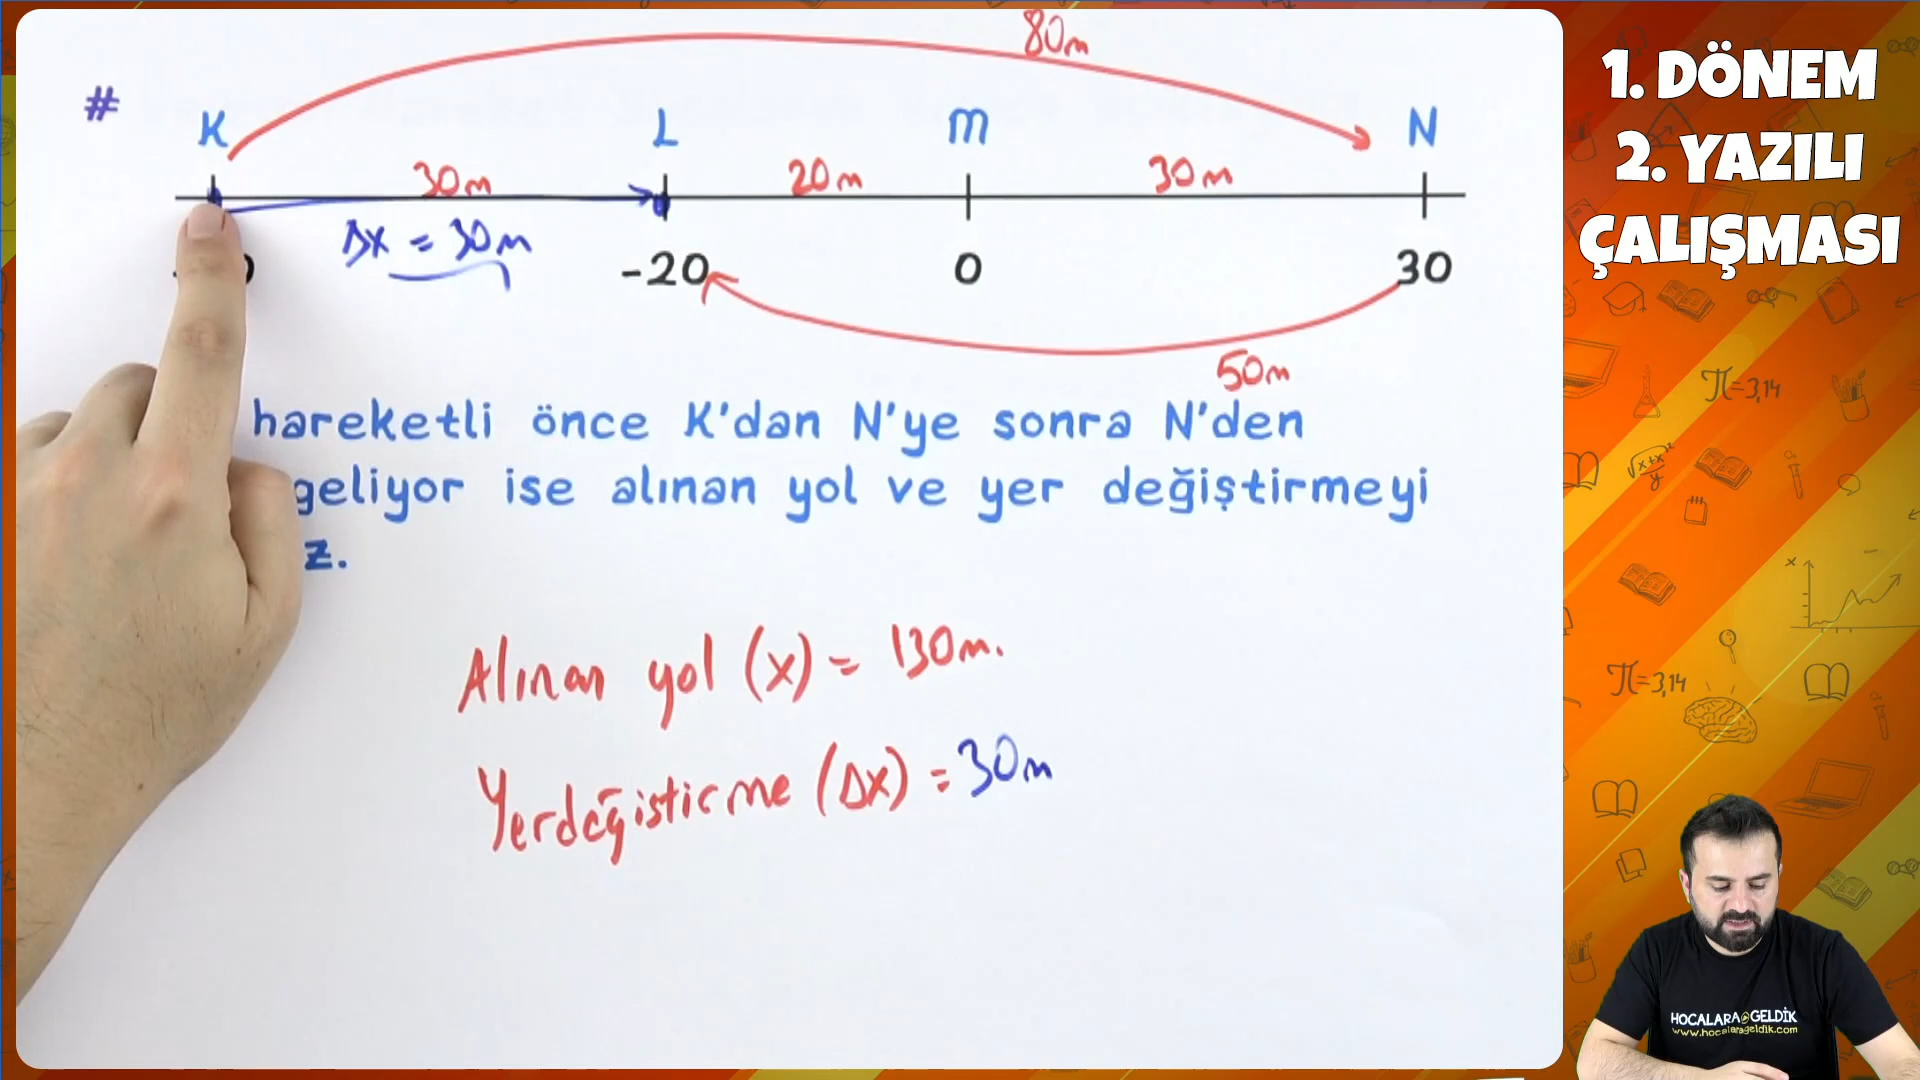 80m
#
K L M N
30m 20m 30m
Δx = 30m
-20 0 30
50m
hareketli önce K'dan N'ye sonra N'den
geliyor ise alınan yol ve yer değiştirmeyi
z.
Alınan yol (x) = 130m.
Yerdeğistirme (Δx) = 30m
1. DÖNEM
2. YAZILI
ÇALIŞMASI
π=3,14
π=3,14
HOCALARA GELDİK
www.hocalarageldik.com